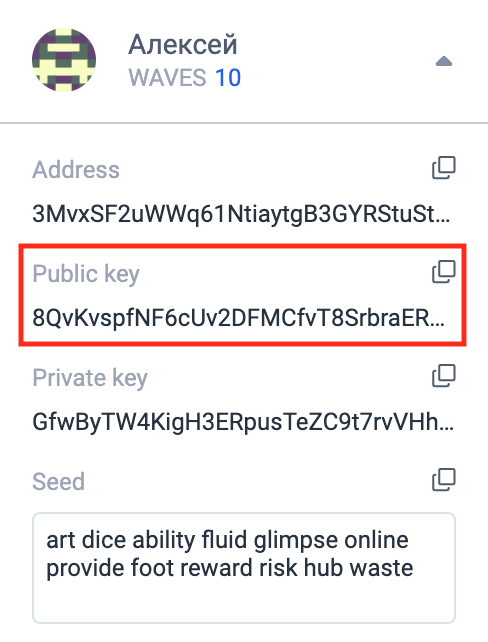 Алексей
WAVES 10
Address
3MvxSF2uWWq61NtiaytgB3GYRStuSt...
Public key
8QvKvspfNF6cUv2DFMCfvT8SrbraER...
Private key
GfwByTW4KigH3ERpusTeZC9t7rvVHh...
Seed
art dice ability fluid glimpse online
provide foot reward risk hub waste